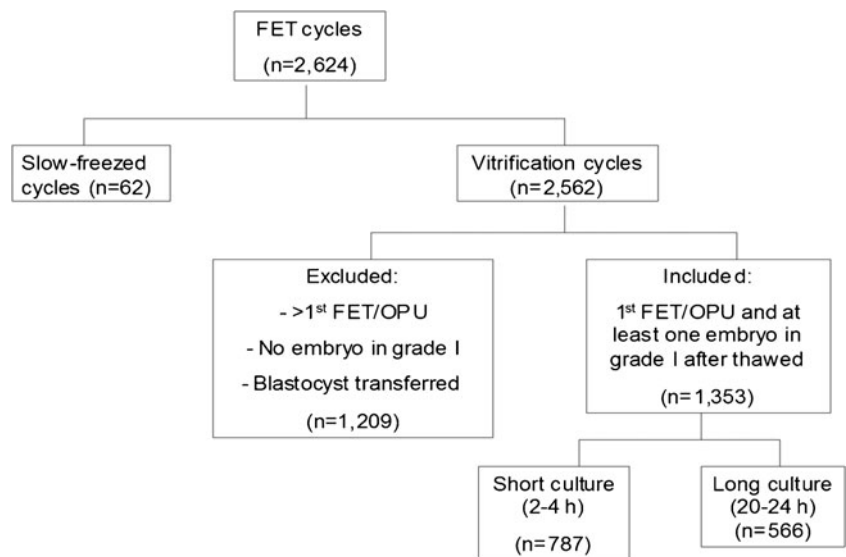 FET cycles
(n=2,624)
Slow-freezed
cycles (n=62)
Vitrification cycles
(n=2,562)
Excluded:
- >1st FET/OPU
- No embryo in grade I
- Blastocyst transferred
(n=1,209)
Included:
1st FET/OPU and at
least one embryo in
grade I after thawed
(n=1,353)
Short culture
(2-4 h)
(n=787)
Long culture
(20-24 h)
(n=566)